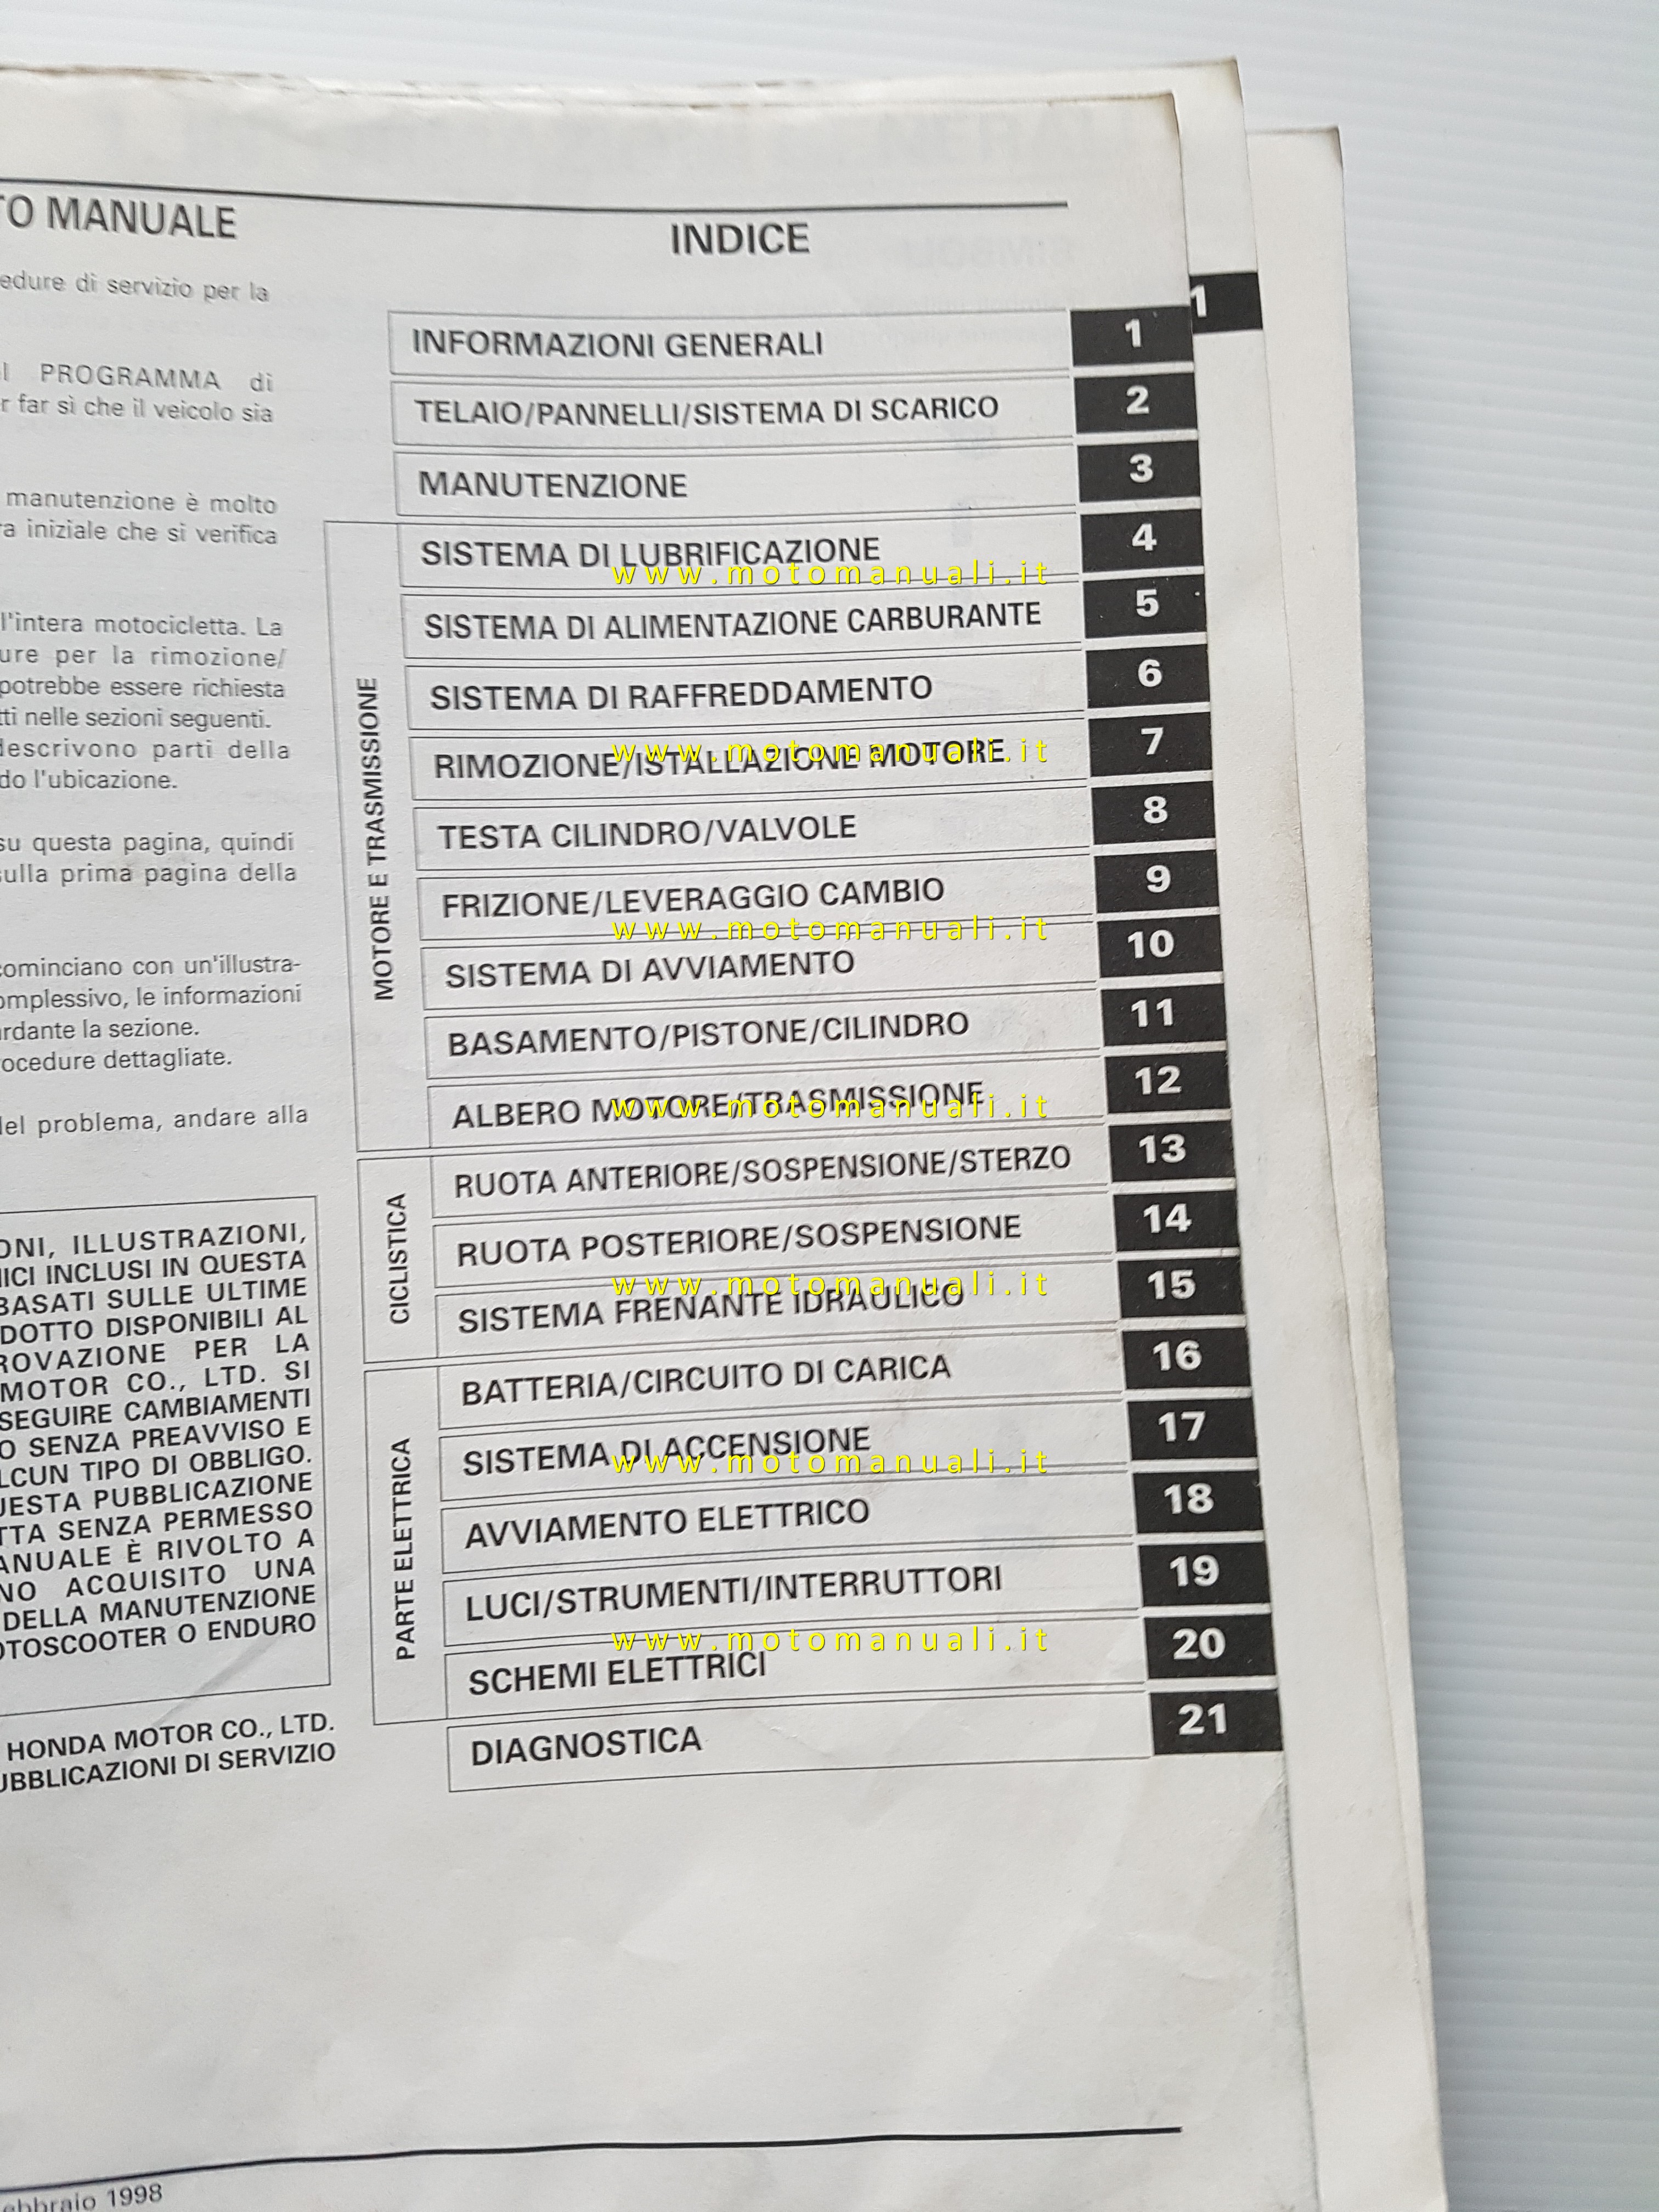 TO MANUALE
edure di servizio per la
PROGRAMMA di
r far sì che il veicolo sia
manutenzione è molto
ra iniziale che si verifica
l'intera motocicletta. La
ure per la rimozione/
potrebbe essere richiesta
tti nelle sezioni seguenti.
descrivono parti della
do l'ubicazione.
su questa pagina, quindi
sulla prima pagina della
cominciano con un'illustra-
omplessivo, le informazioni
ardante la sezione.
rocedure dettagliate.
del problema, andare alla
ONI, ILLUSTRAZIONI,
NICI INCLUSI IN QUESTA
BASATI SULLE ULTIME
DOTTO DISPONIBILI AL
ROVAZIONE PER LA
MOTOR CO., LTD. SI
SEGUIRE CAMBIAMENTI
O SENZA PREAVVISO E
LCUN TIPO DI OBBLIGO.
UESTA PUBBLICAZIONE
TTA SENZA PERMESSO
ANUALE È RIVOLTO A
NO ACQUISITO UNA
DELLA MANUTENZIONE
OTOSCOOTER O ENDURO
HONDA MOTOR CO., LTD.
UBBLICAZIONI DI SERVIZIO
ebbraio 1998
INDICE
INFORMAZIONI GENERALI 1
TELAIO/PANNELLI/SISTEMA DI SCARICO 2
MANUTENZIONE 3
MOTORE E TRASMISSIONE
SISTEMA DI LUBRIFICAZIONE 4
SISTEMA DI ALIMENTAZIONE CARBURANTE 5
SISTEMA DI RAFFREDDAMENTO 6
RIMOZIONE/ISTALLAZIONE MOTORE 7
TESTA CILINDRO/VALVOLE 8
FRIZIONE/LEVERAGGIO CAMBIO 9
SISTEMA DI AVVIAMENTO 10
BASAMENTO/PISTONE/CILINDRO 11
ALBERO MOTORE/TRASMISSIONE 12
CICLISTICA
RUOTA ANTERIORE/SOSPENSIONE/STERZO 13
RUOTA POSTERIORE/SOSPENSIONE 14
SISTEMA FRENANTE IDRAULICO 15
PARTE ELETTRICA
BATTERIA/CIRCUITO DI CARICA 16
SISTEMA DI ACCENSIONE 17
AVVIAMENTO ELETTRICO 18
LUCI/STRUMENTI/INTERRUTTORI 19
SCHEMI ELETTRICI 20
DIAGNOSTICA 21
1
www.motomanuali.it
www.motomanuali.it
www.motomanuali.it
www.motomanuali.it
www.motomanuali.it
www.motomanuali.it
www.motomanuali.it